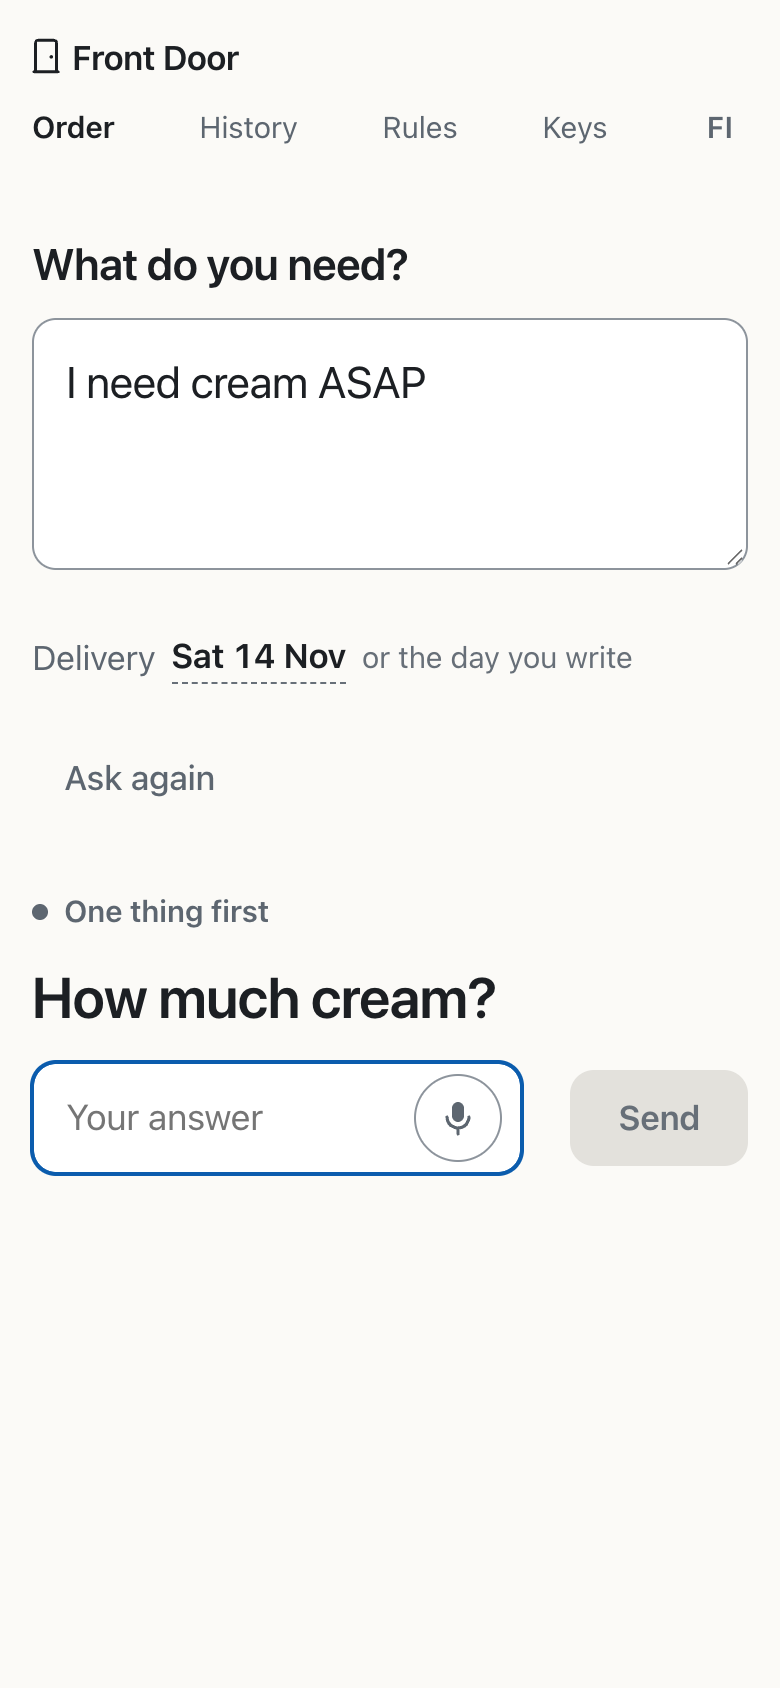 Front Door
Order History Rules Keys FI
What do you need?
I need cream ASAP
Delivery Sat 14 Nov or the day you write
Ask again
One thing first
How much cream?
Your answer Send